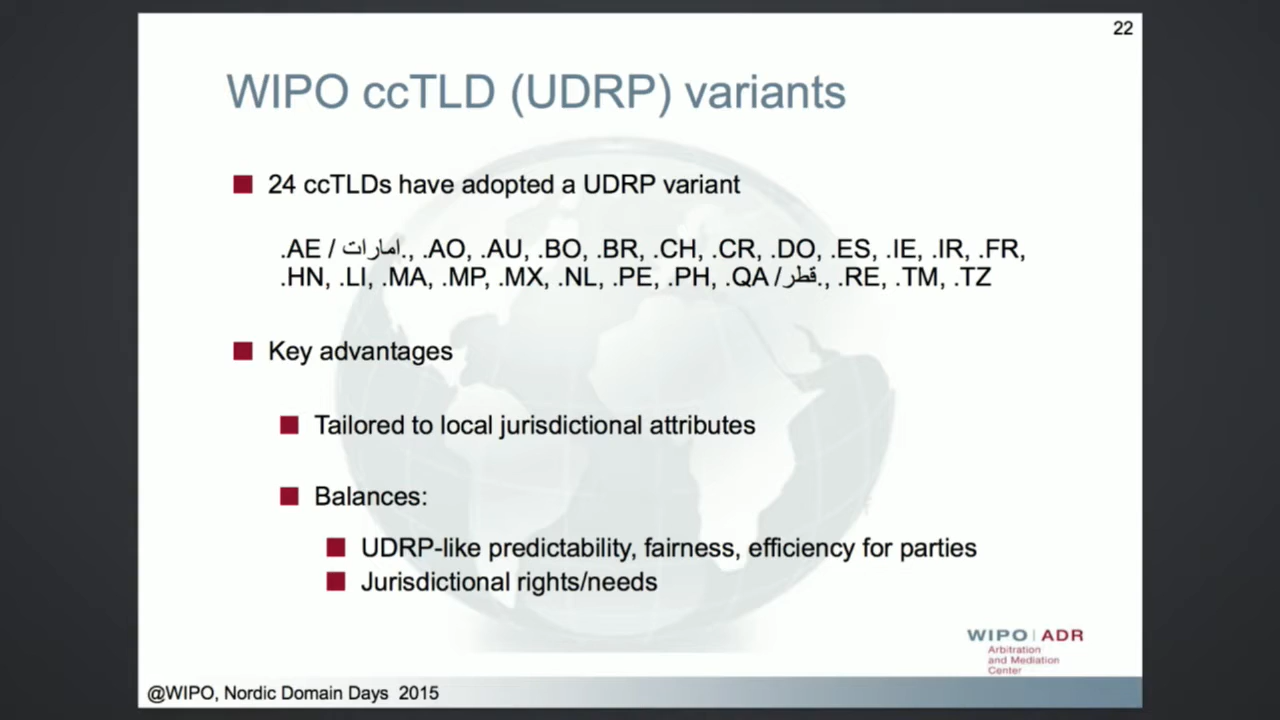 22
WIPO ccTLD (UDRP) variants
24 ccTLDs have adopted a UDRP variant
.AE / امارات., .AO, .AU, .BO, .BR, .CH, .CR, .DO, .ES, .IE, .IR, .FR,
.HN, .LI, .MA, .MP, .MX, .NL, .PE, .PH, .QA /قطر., .RE, .TM, .TZ
Key advantages
Tailored to local jurisdictional attributes
Balances:
UDRP-like predictability, fairness, efficiency for parties
Jurisdictional rights/needs
WIPO | ADR
Arbitration
and Mediation
Center
@WIPO, Nordic Domain Days 2015